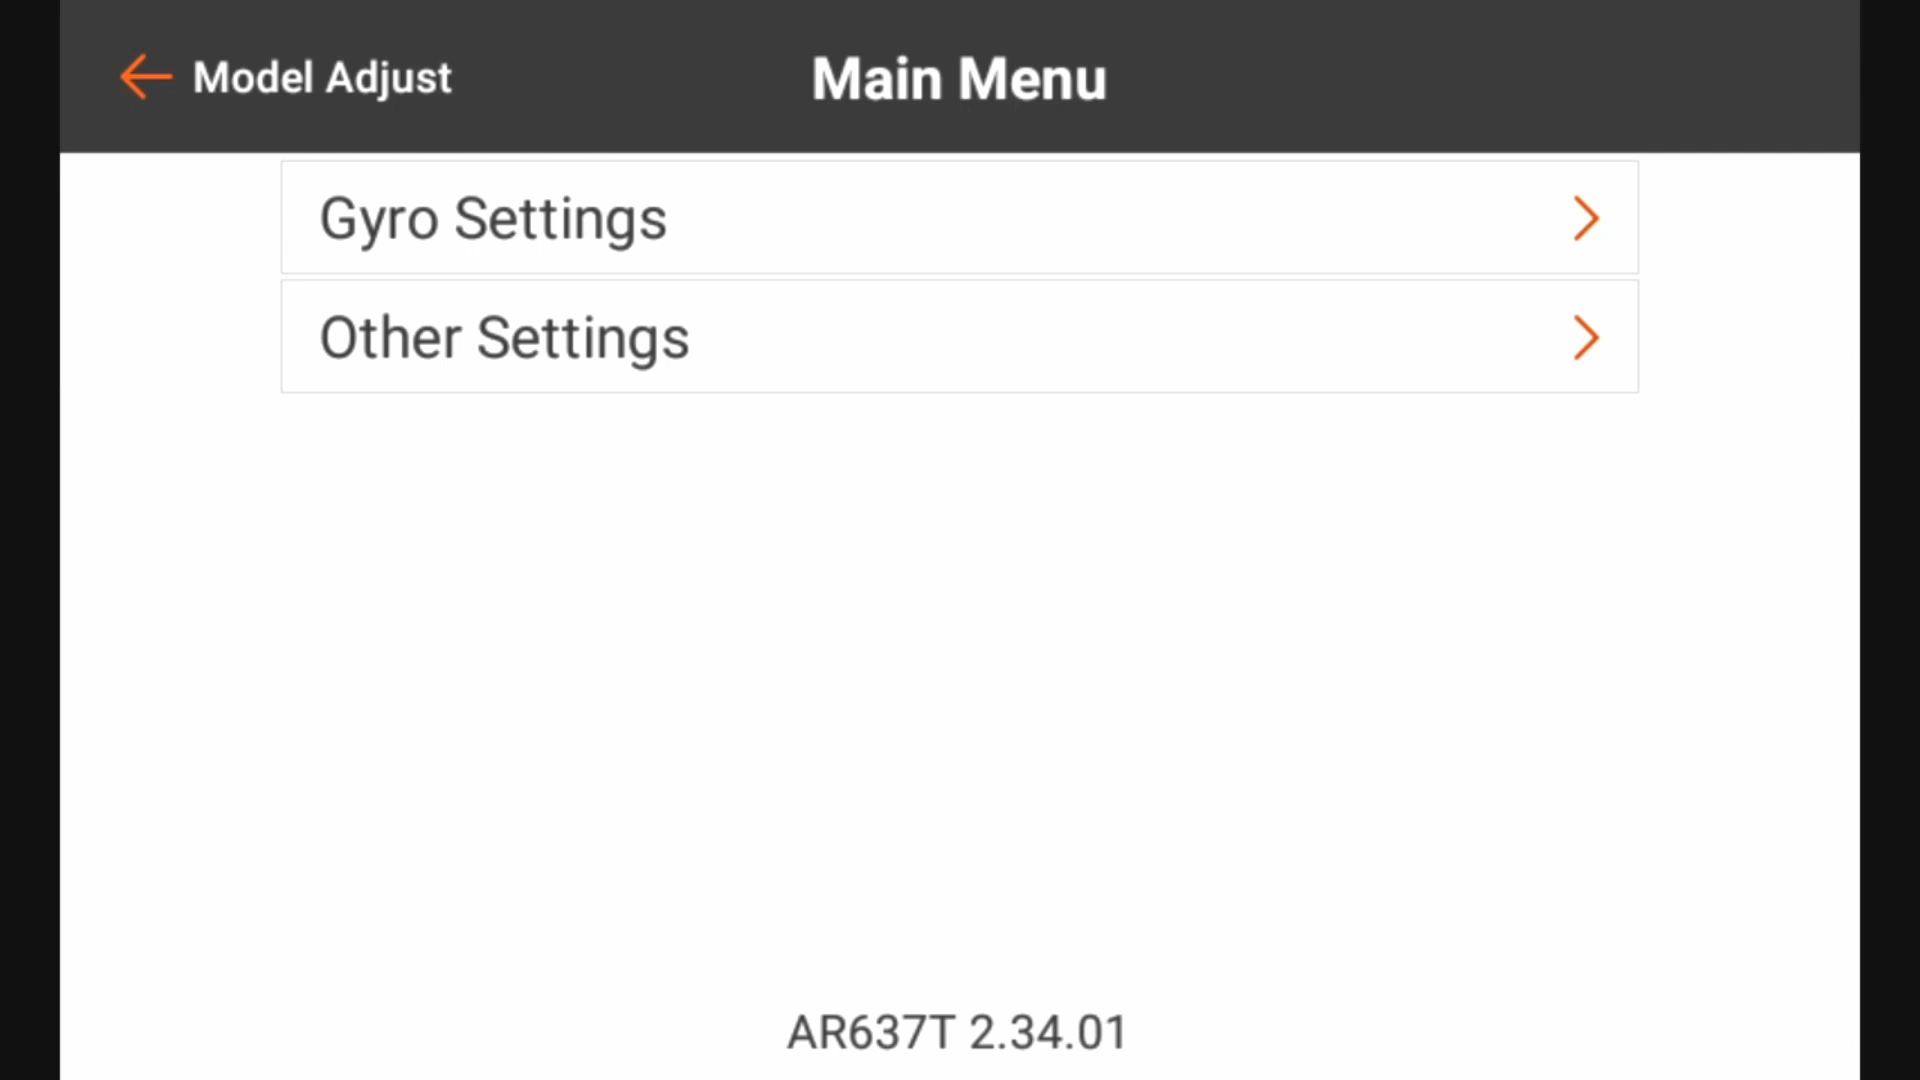 Model Adjust
Main Menu
Gyro Settings
Other Settings
AR637T 2.34.01